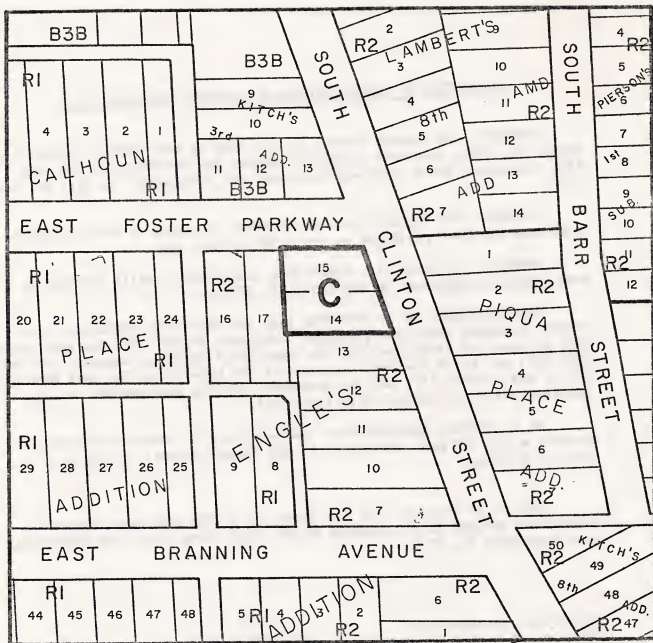 B3B
B3B
R1
4 3 2 1
CALHOUN
R1
9
KITCH'S
10
3rd
ADD.
11 12 13
B3B
SOUTH CLINTON STREET
2
R2
LAMBERT'S
9
3
10
4
AMD
11
8th
R2
5
12
6
13
ADD
R2 7
14
SOUTH BARR STREET
4
R2
5
PIERSON'S
6
7
1st
8
9
SUB.
10
11
R2
12
EAST FOSTER PARKWAY
R1
20 21 22 23 24
PLACE
R1
R2
16 17
15
C
14
13
R2
12
ENGLE'S
11
10
R2 7
1
2 R2
PIQUA
3
4
PLACE
5
6
ADD.
7
R2
R1
29 28 27 26 25
ADDITION
9 8
R1
EAST BRANNING AVENUE
R1
44 45 46 47 48
5 R1 4 3 2
ADDITION
R2
6
R2
1
50
R2
KITCH'S
49
8th
48
ADD.
R2 47